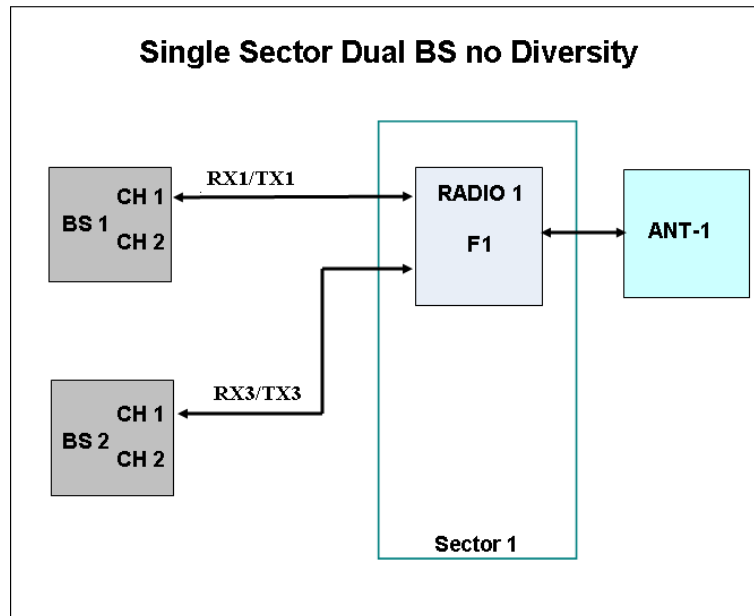 Single Sector Dual BS no Diversity
RX1/TX1
CH 1
BS 1
CH 2
RADIO 1
F1
ANT-1
RX3/TX3
CH 1
BS 2
CH 2
Sector 1